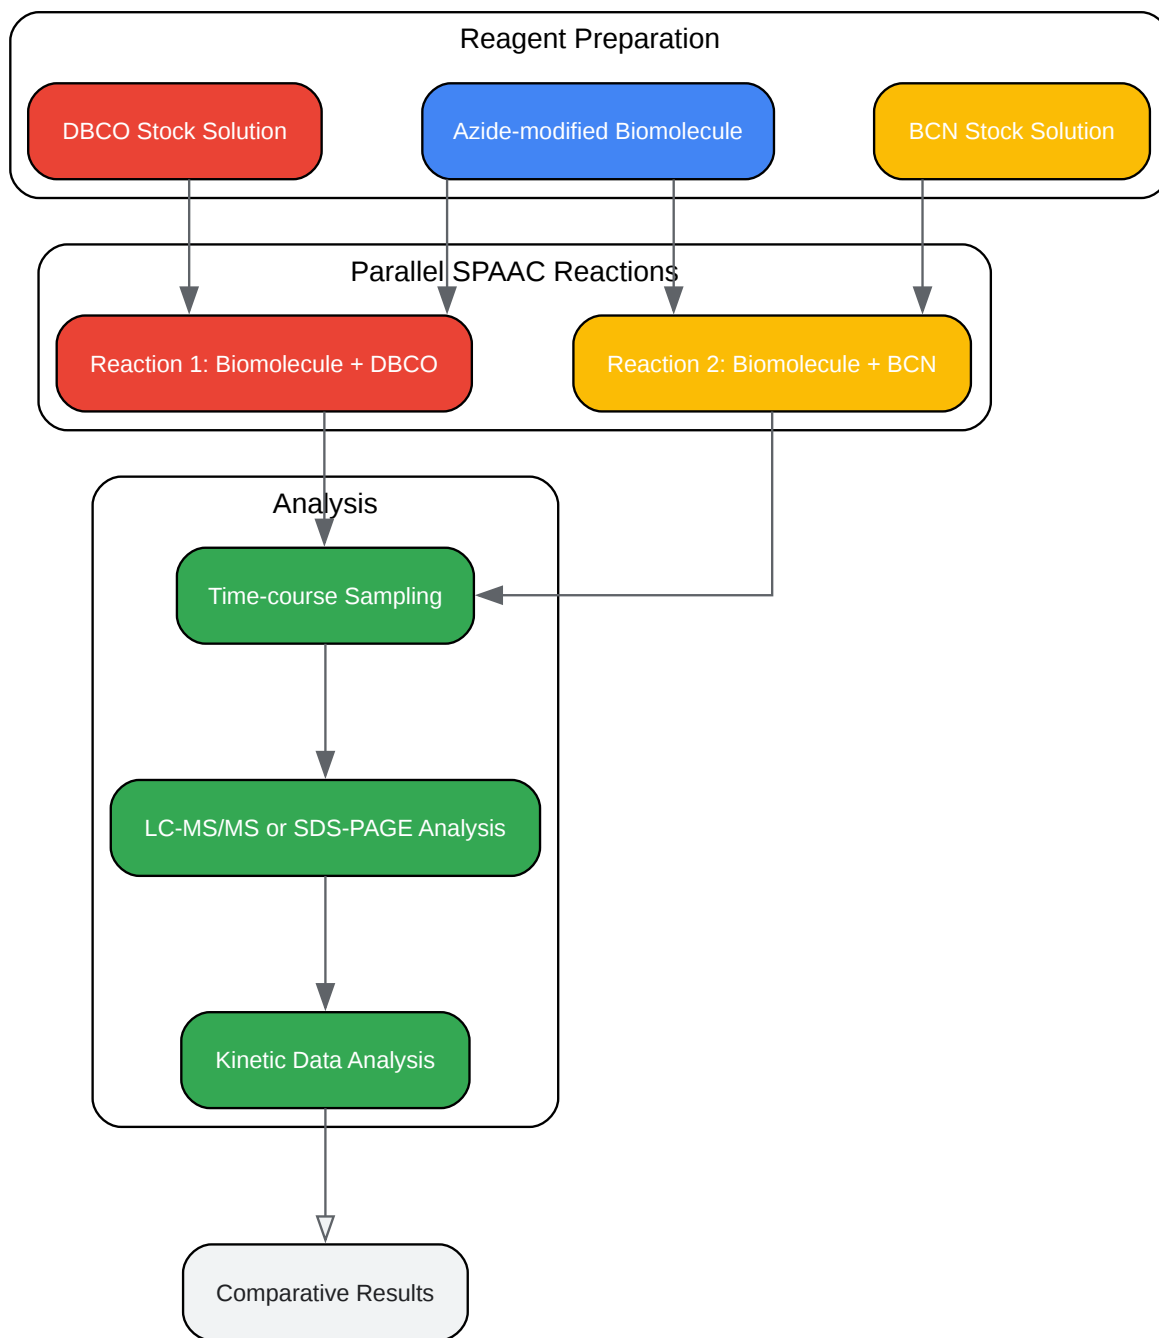 Reagent Preparation
DBCO Stock Solution
Azide-modified Biomolecule
BCN Stock Solution
Parallel SPAAC Reactions
Reaction 1: Biomolecule + DBCO
Reaction 2: Biomolecule + BCN
Analysis
Time-course Sampling
LC-MS/MS or SDS-PAGE Analysis
Kinetic Data Analysis
Comparative Results